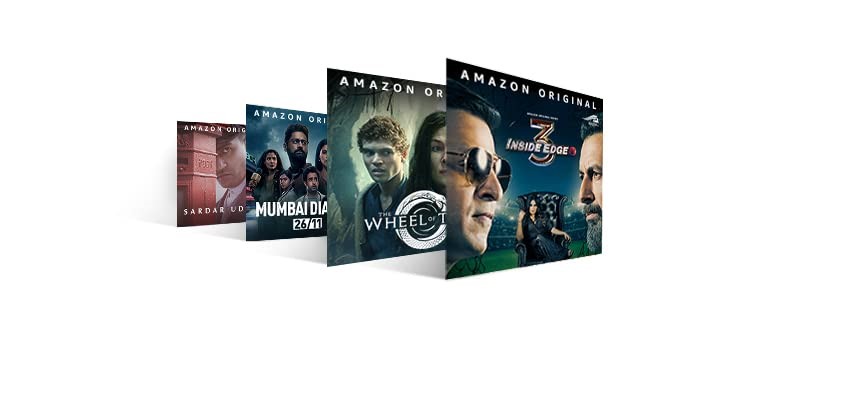 AMAZON ORIG
SARDAR UD
AMAZON ORI
MUMBAI DIA
26/11
AMAZON OR
THE
WHEEL OF T
AMAZON ORIGINAL
3
INSIDE EDGE